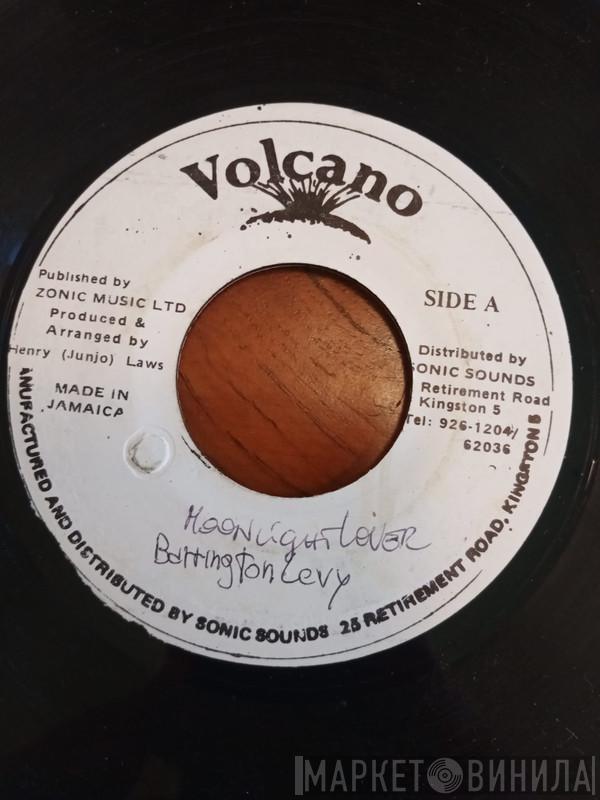 Volcano
Published by
ZONIC MUSIC LTD
Produced &
Arranged by
Henry (Junjo) Laws
MADE IN
JAMAICA
SIDE A
Distributed by
SONIC SOUNDS
Retirement Road
Kingston 5
Tel: 926-1204/
62036
Moonlight Lover
Barrington Levy
ANUFACTURED AND DISTRIBUTED BY SONIC SOUNDS 25 RETIREMENT ROAD, KINGSTON 5
МАРКЕТ ВИНИЛА